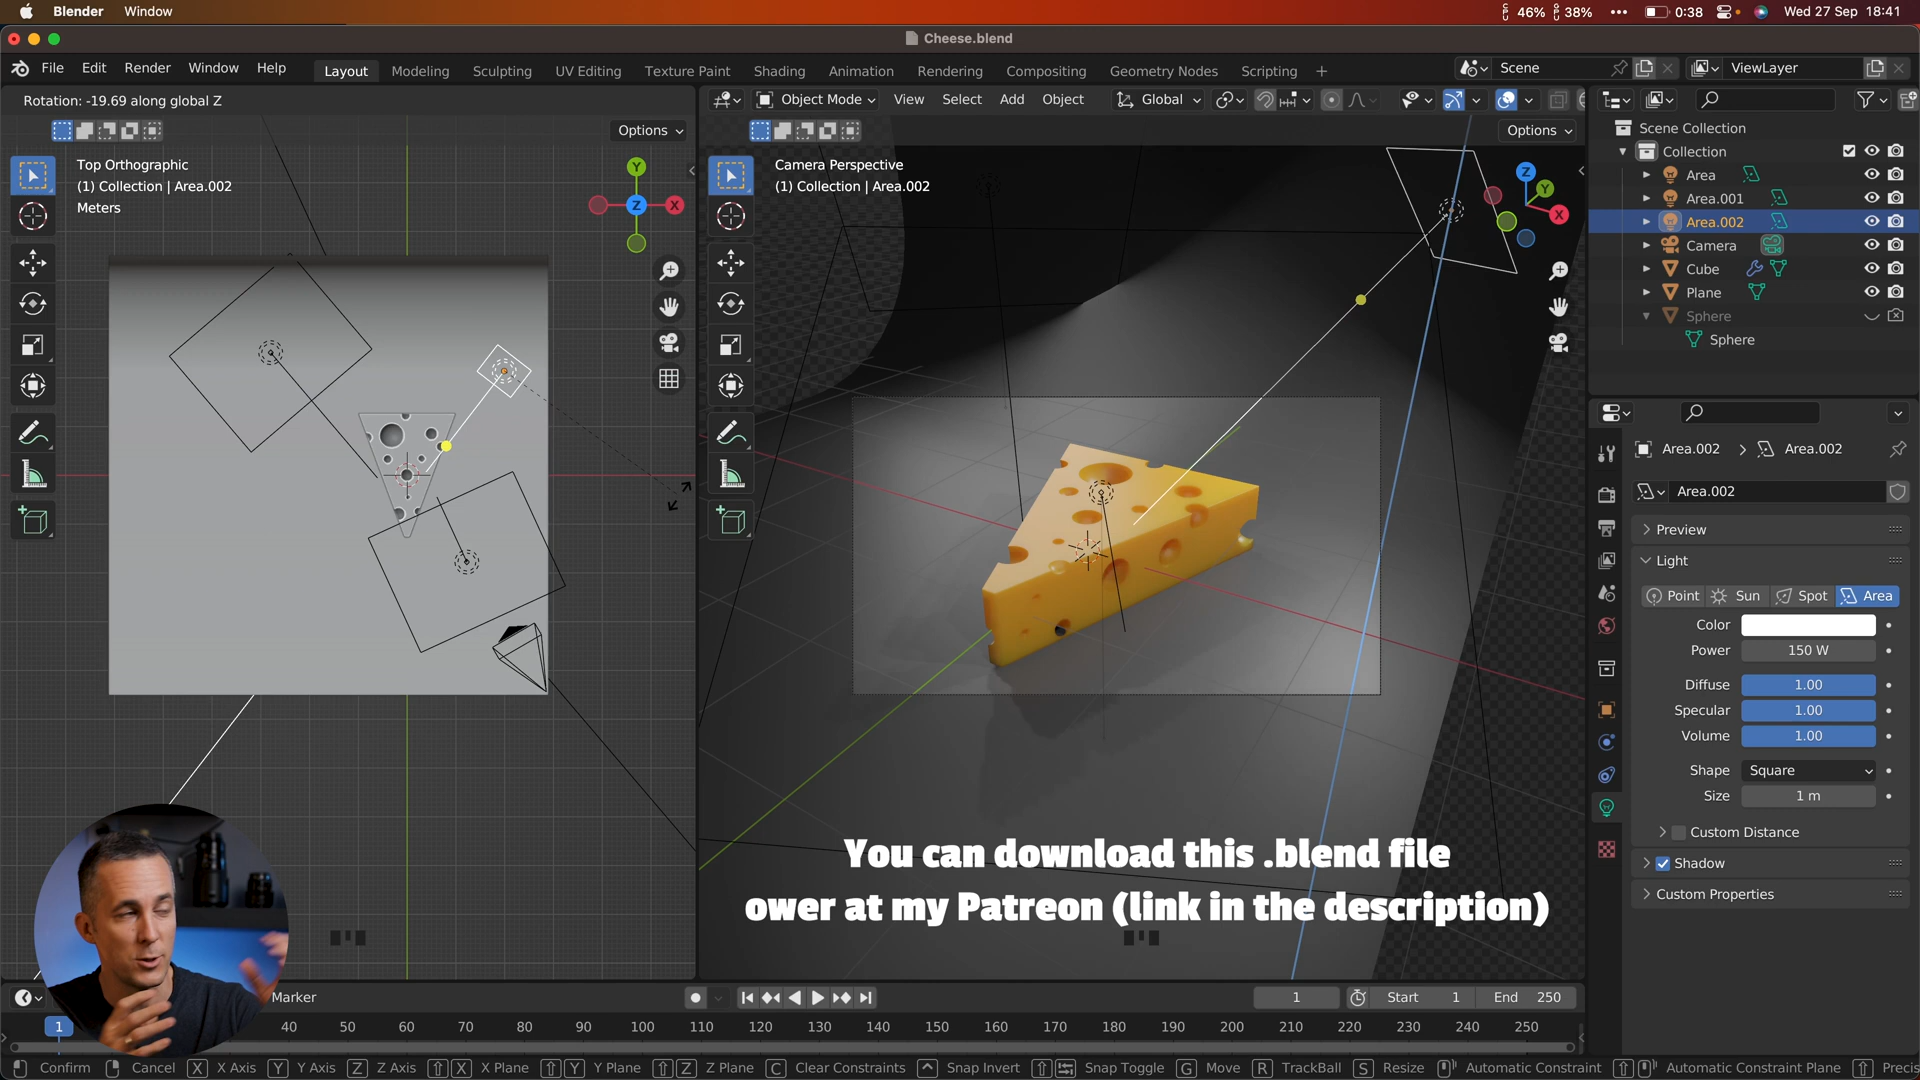 Blender Window
46% 38% ••• 0:38 Wed 27 Sep 18:41
Cheese.blend
File Edit Render Window Help Layout Modeling Sculpting UV Editing Texture Paint Shading Animation Rendering Compositing Geometry Nodes Scripting + Scene ViewLayer
Rotation: -19.69 along global Z
Object Mode View Select Add Object Global
Options
Options
Top Orthographic
(1) Collection | Area.002
Meters
Y
Z
X
Camera Perspective
(1) Collection | Area.002
Z
Y
X
Scene Collection
Collection
Area
Area.001
Area.002
Camera
Cube
Plane
Sphere
Sphere
Area.002 > Area.002
Area.002
Preview
Light
Point Sun Spot Area
Color
Power 150 W
Diffuse 1.00
Specular 1.00
Volume 1.00
Shape Square
Size 1 m
Custom Distance
Shadow
Custom Properties
You can download this .blend file
ower at my Patreon (link in the description)
Marker
1 Start 1 End 250
1 40 50 60 70 80 90 100 110 120 130 140 150 160 170 180 190 200 210 220 230 240 250
Confirm Cancel X X Axis Y Y Axis Z Z Axis X X Plane Y Y Plane Z Z Plane C Clear Constraints Snap Invert Snap Toggle G Move R TrackBall S Resize Automatic Constraint Automatic Constraint Plane Precis